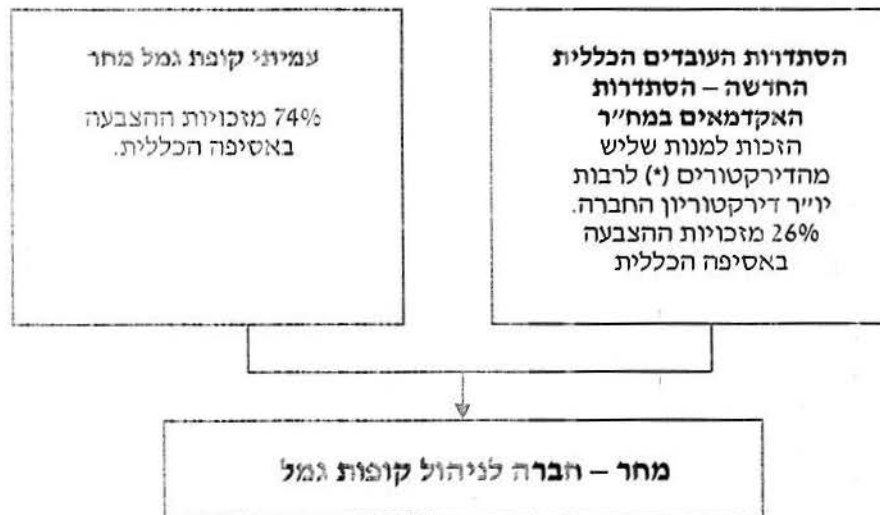 הסתדרות העובדים הכללית
החדשה – הסתדרות
האקדמאים במח״ר
הזכות למנות שליש
מהדירקטורים (*) לרבות
יו״ר דירקטוריון החברה.
26% מזכויות ההצבעה
באסיפה הכללית
עמיתי קופת גמל מחר
74% מזכויות ההצבעה
באסיפה הכללית.
מחר – חברה לניהול קופות גמל